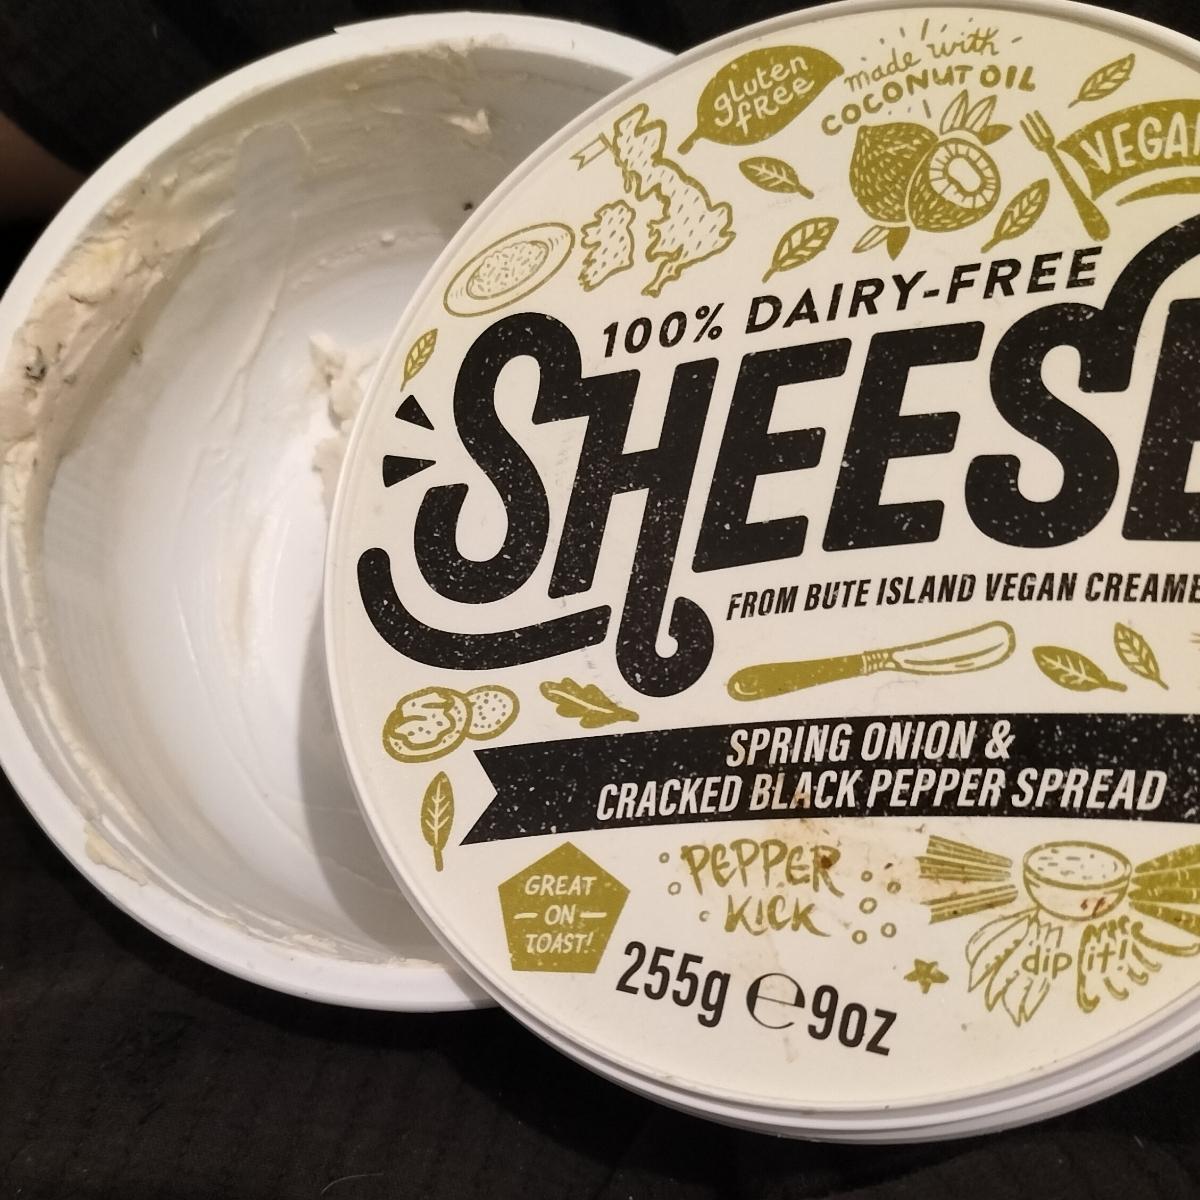 gluten
free
made with
COCONUT OIL
VEGAN
100% DAIRY-FREE
SHEESE
FROM BUTE ISLAND VEGAN CREAME
SPRING ONION &
CRACKED BLACK PEPPER SPREAD
PEPPER
KICK
GREAT
ON
TOAST!
dip it!
255g ℮ 9oz